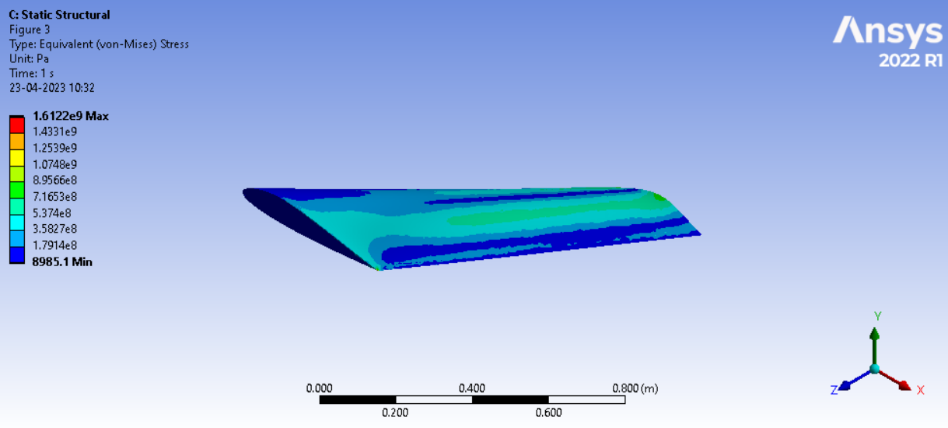 C: Static Structural
Figure 3
Type: Equivalent (von-Mises) Stress
Unit: Pa
Time: 1 s
23-04-2023 10:32
1.6122e9 Max
1.4331e9
1.2539e9
1.0748e9
8.9566e8
7.1653e8
5.374e8
3.5827e8
1.7914e8
8985.1 Min
Ansys
2022 R1
0.000 0.400 0.800 (m)
0.200 0.600
Y
Z X